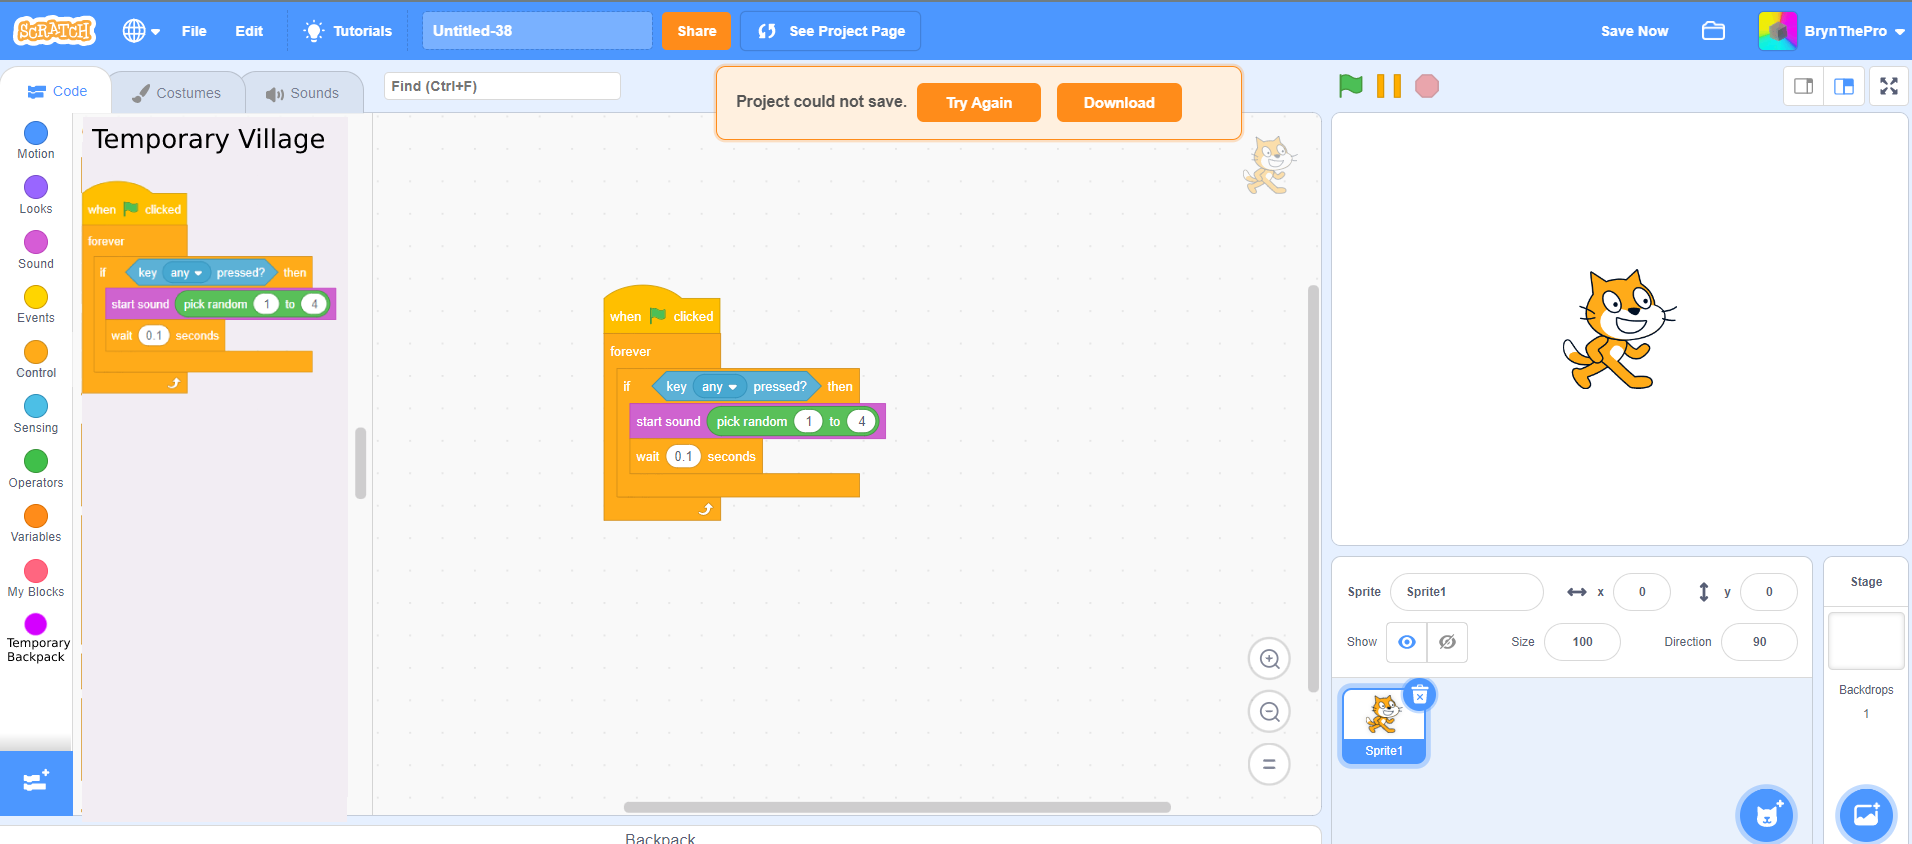 SCRATCH
File
Edit
Tutorials
Untitled-38
Share
See Project Page
Save Now
BrynThePro
Code
Costumes
Sounds
Find (Ctrl+F)
Project could not save.
Try Again
Download
Motion
Looks
Sound
Events
Control
Sensing
Operators
Variables
My Blocks
Temporary
Backpack
Temporary Village
when clicked
forever
if key any pressed? then
start sound pick random 1 to 4
wait 0.1 seconds
when clicked
forever
if key any pressed? then
start sound pick random 1 to 4
wait 0.1 seconds
Backpack
Sprite Sprite1 x 0 y 0
Show Size 100 Direction 90
Sprite1
Stage
Backdrops
1